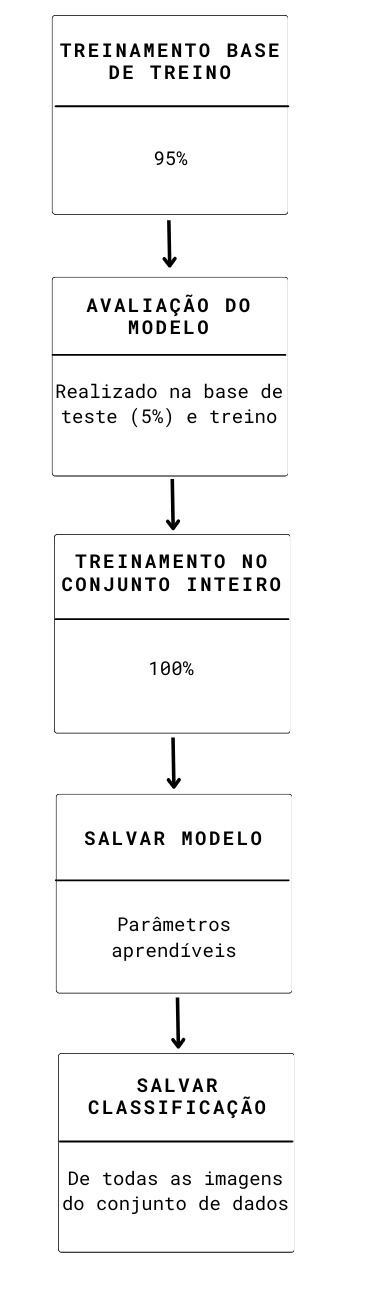 TREINAMENTO BASE
DE TREINO
95%
AVALIAÇÃO DO
MODELO
Realizado na base de
teste (5%) e treino
TREINAMENTO NO
CONJUNTO INTEIRO
100%
SALVAR MODELO
Parâmetros
aprendíveis
SALVAR
CLASSIFICAÇÃO
De todas as imagens
do conjunto de dados